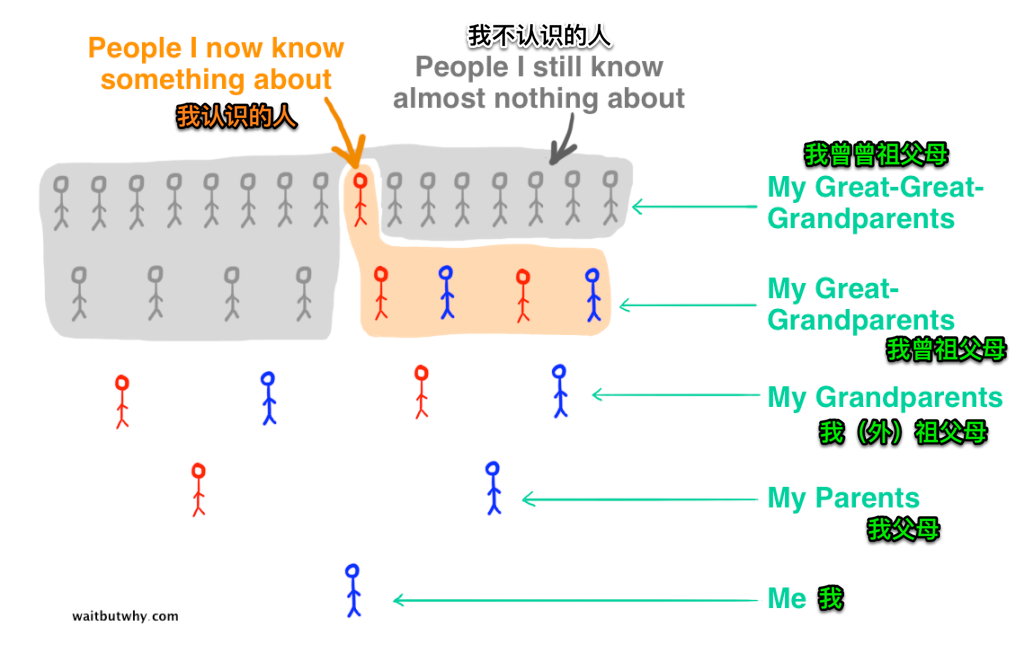 People I now know
something about
我认识的人
我不认识的人
People I still know
almost nothing about
我曾曾祖父母
My Great-Great-
Grandparents
My Great-
Grandparents
我曾祖父母
My Grandparents
我（外）祖父母
My Parents
我父母
Me 我
waitbutwhy.com